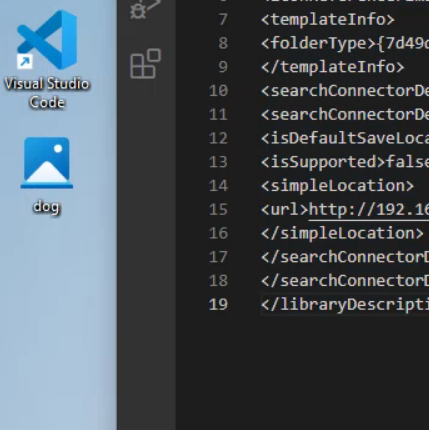 Visual Studio
Code
dog
7 <templateInfo>
8 <folderType>{7d49
9 </templateInfo>
10 <searchConnectorDe
11 <searchConnectorDe
12 <isDefaultSaveLoca
13 <isSupported>false
14 <simpleLocation>
15 <url>http://192.16
16 </simpleLocation>
17 </searchConnectorD
18 </searchConnectorD
19 </libraryDescripti